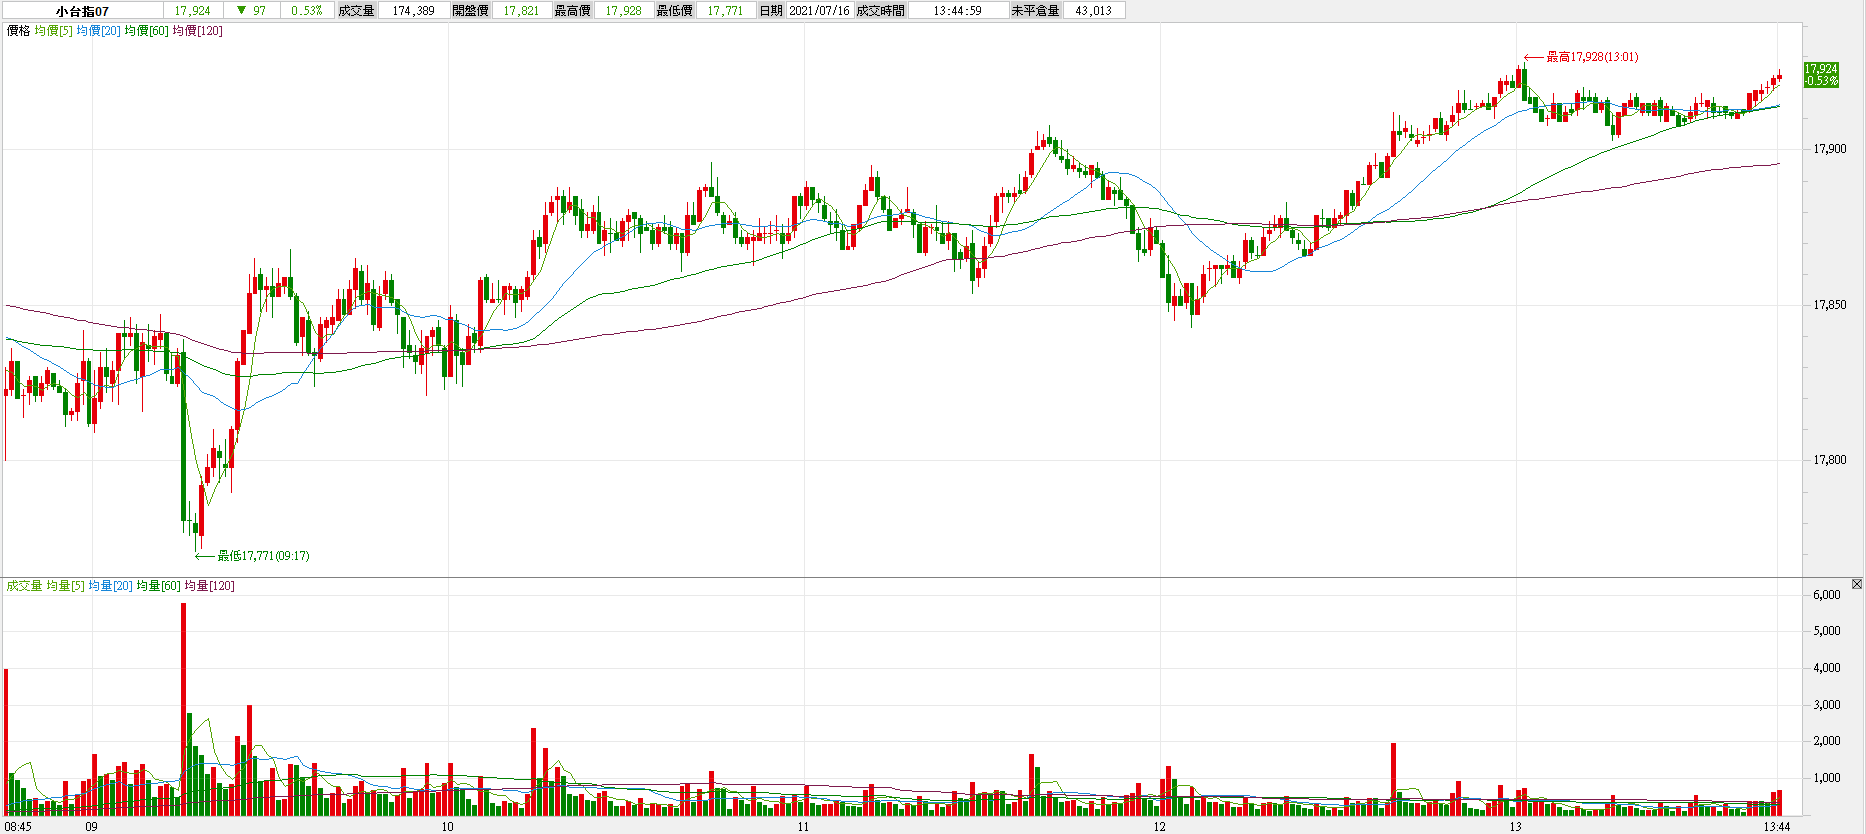 小台指07 17,924 ▼ 97 0.53% 成交量 174,389 開盤價 17,821 最高價 17,928 最低價 17,771 日期 2021/07/16 成交時間 13:44:59 未平倉量 43,013
價格 均價[5] 均價[20] 均價[60] 均價[120]
最高17,928(13:01)
17,924
-0.53%
17,900
17,850
17,800
最低17,771(09:17)
成交量 均量[5] 均量[20] 均量[60] 均量[120]
6,000
5,000
4,000
3,000
2,000
1,000
08:45 09 10 11 12 13 13:44